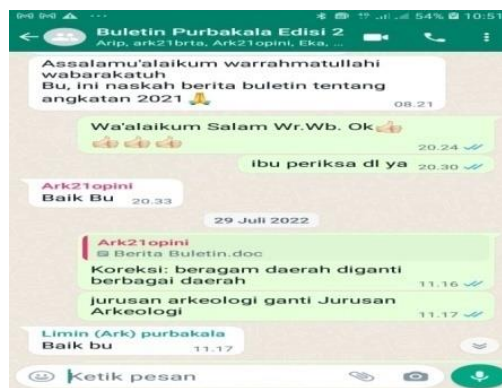 54% 10:51
Buletin Purbakala Edisi 2
Arip, ark21brta, Ark21opini, Eka, ...
Assalamu'alaikum warrahmatullahi
wabarakatuh
Bu, ini naskah berita buletin tentang
angkatan 2021 🙏
08.21
Wa'alaikum Salam Wr.Wb. Ok👍🏻
👍🏻👍🏻👍🏻
20.24
ibu periksa dl ya 20.30
Ark21opini
Baik Bu 20.33
29 Juli 2022
Ark21opini
Berita Buletin.doc
Koreksi: beragam daerah diganti
berbagai daerah
11.16
jurusan arkeologi ganti Jurusan
Arkeologi
11.17
Limin (Ark) purbakala
Baik bu 11.17
Ketik pesan